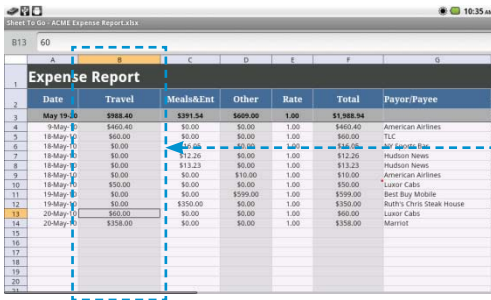 10:35 AM
Sheet To Go - ACME Expense Report.xlsx
B13 60
A B C D E F G
1 Expense Report
2 Date Travel Meals&Ent Other Rate Total Payor/Payee
3 May 19-20 $988.40 $391.54 $609.00 1.00 $1,988.94
4 9-May-10 $460.40 $0.00 $0.00 1.00 $460.40 American Airlines
5 18-May-10 $60.00 $0.00 $0.00 1.00 $60.00 TLC
6 18-May-10 $0.00 $16.05 $0.00 1.00 $16.05 NY Sports Bar
7 18-May-10 $0.00 $12.26 $0.00 1.00 $12.26 Hudson News
8 18-May-10 $0.00 $13.23 $0.00 1.00 $13.23 Hudson News
9 18-May-10 $0.00 $0.00 $10.00 1.00 $10.00 American Airlines
10 18-May-10 $50.00 $0.00 $0.00 1.00 $50.00 Luxor Cabs
11 19-May-10 $0.00 $0.00 $599.00 1.00 $599.00 Best Buy Mobile
12 19-May-10 $0.00 $350.00 $0.00 1.00 $350.00 Ruth's Chris Steak House
13 20-May-10 $60.00 $0.00 $0.00 1.00 $60.00 Luxor Cabs
14 20-May-10 $358.00 $0.00 $0.00 1.00 $358.00 Marriot
15
16
17
18
19
20
21